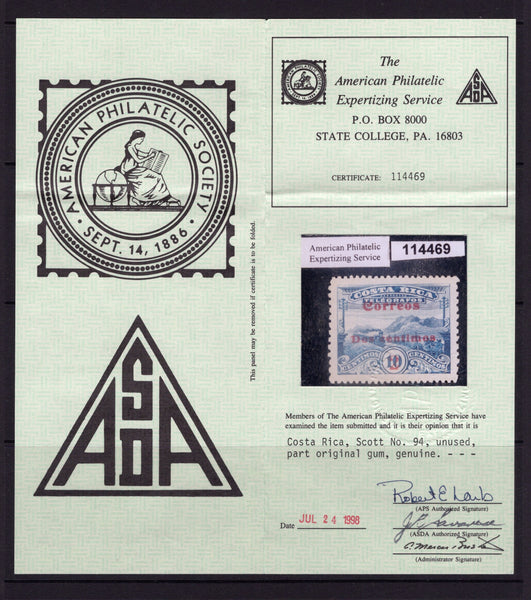 AMERICAN PHILATELIC SOCIETY
• SEPT. 14, 1886 •
ASDA
This panel may be removed if certificate is to be folded.
The
American Philatelic
Expertizing Service
ASDA
P.O. BOX 8000
STATE COLLEGE, PA. 16803
CERTIFICATE: 114469
American Philatelic
Expertizing Service
114469
COSTA RICA
Correos
Dos centimos
CENTIMOS 10 CENTIMOS
Members of The American Philatelic Expertizing Service have
examined the item submitted and it is their opinion that it is
Costa Rica, Scott No. 94, unused,
part original gum, genuine. - - -
Robert E Lamb
(APS Authorized Signature)
Date JUL 24 1998
(ASDA Authorized Signature)
(Administrator Signature)